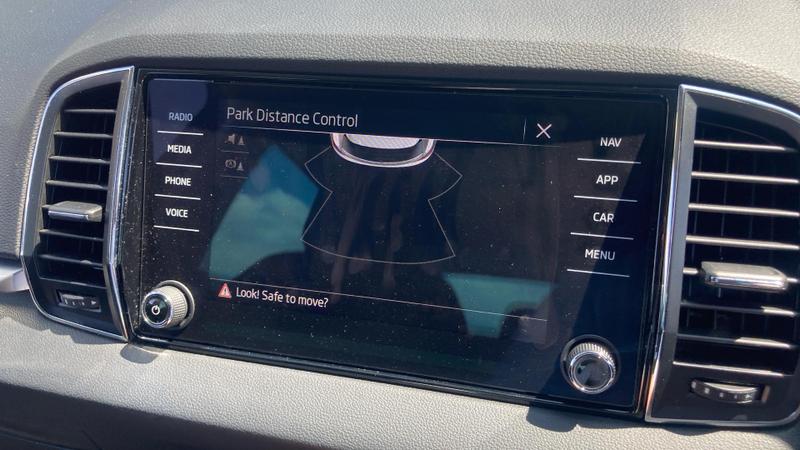 RADIO
MEDIA
PHONE
VOICE
Park Distance Control
Look! Safe to move?
NAV
APP
CAR
MENU